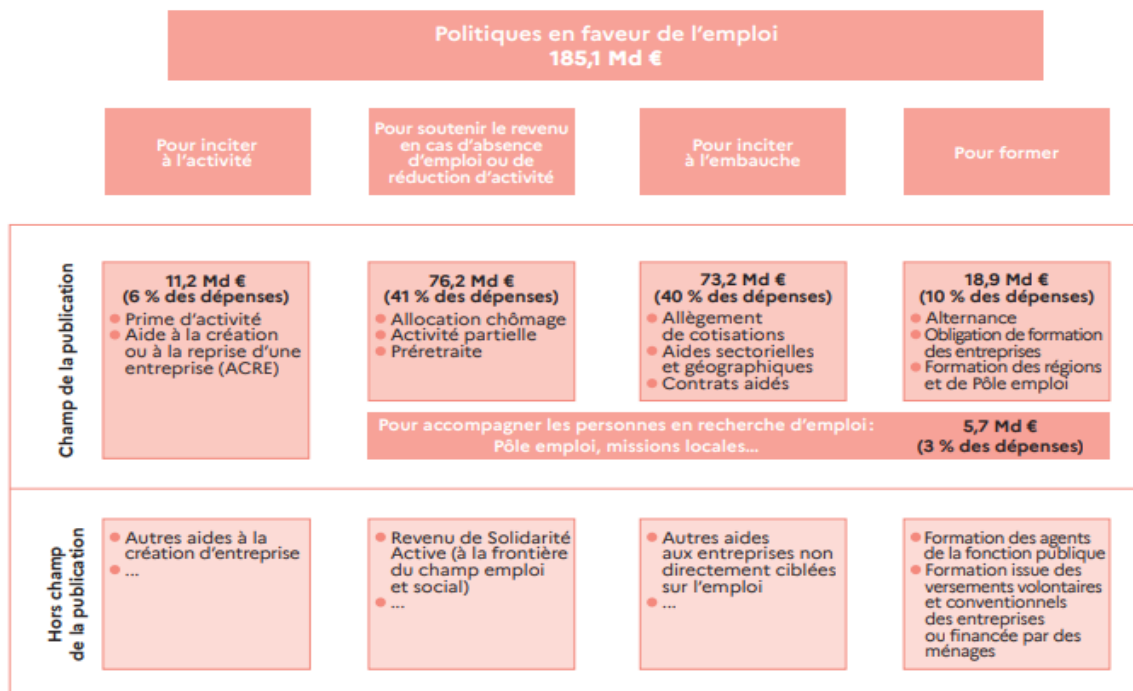 Politiques en faveur de l'emploi
185,1 Md €
Pour inciter
à l'activité
Pour soutenir le revenu
en cas d'absence
d'emploi ou de
réduction d'activité
Pour inciter
à l'embauche
Pour former
Champ de la publication
11,2 Md €
(6 % des dépenses)
● Prime d'activité
● Aide à la création
ou à la reprise d'une
entreprise (ACRE)
76,2 Md €
(41 % des dépenses)
● Allocation chômage
● Activité partielle
● Préretraite
73,2 Md €
(40 % des dépenses)
● Allègement
de cotisations
● Aides sectorielles
et géographiques
● Contrats aidés
18,9 Md €
(10 % des dépenses)
● Alternance
● Obligation de formation
des entreprises
● Formation des régions
et de Pôle emploi
Pour accompagner les personnes en recherche d'emploi :
Pôle emploi, missions locales...
5,7 Md €
(3 % des dépenses)
Hors champ
de la publication
● Autres aides à la
création d'entreprise
● ...
● Revenu de Solidarité
Active (à la frontière
du champ emploi
et social)
● ...
● Autres aides
aux entreprises non
directement ciblées
sur l'emploi
● ...
● Formation des agents
de la fonction publique
● Formation issue des
versements volontaires
et conventionnels
des entreprises
ou financée par des
ménages